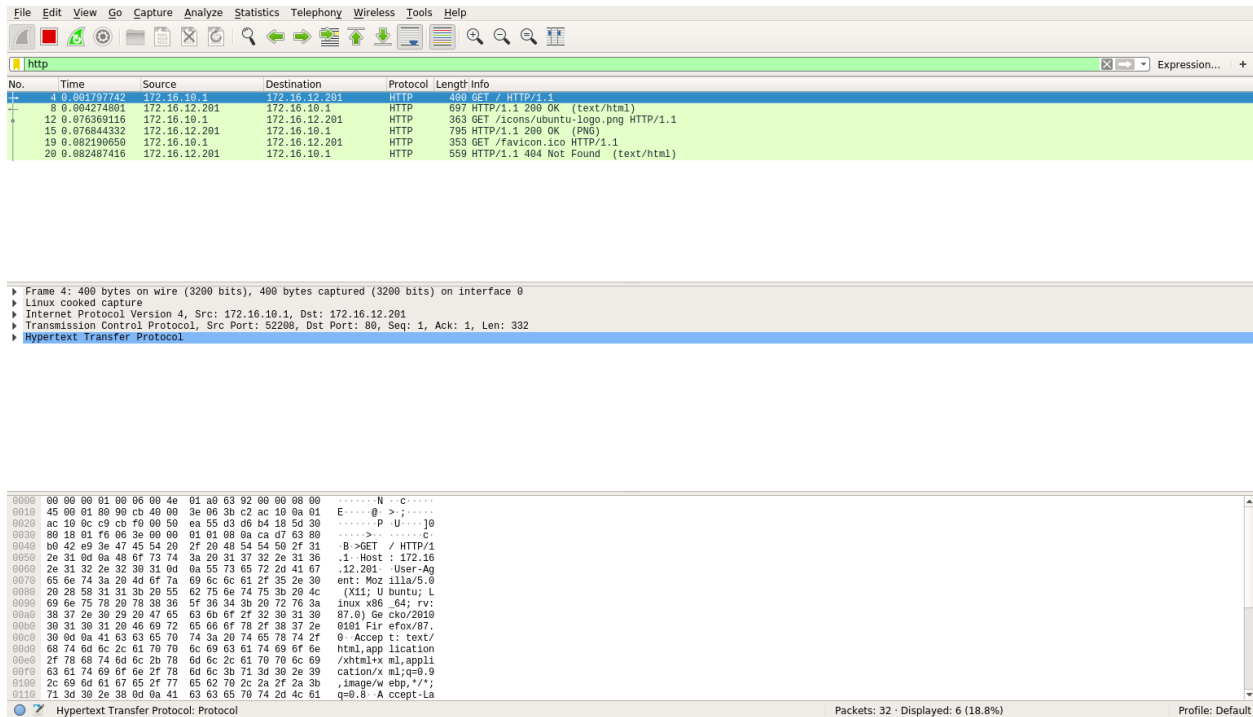 File Edit View Go Capture Analyze Statistics Telephony Wireless Tools Help
http Expression... +
No. Time Source Destination Protocol Length Info
4 0.001797742 172.16.10.1 172.16.12.201 HTTP 400 GET / HTTP/1.1
8 0.004274801 172.16.12.201 172.16.10.1 HTTP 697 HTTP/1.1 200 OK (text/html)
12 0.076369116 172.16.10.1 172.16.12.201 HTTP 363 GET /icons/ubuntu-logo.png HTTP/1.1
15 0.076844332 172.16.12.201 172.16.10.1 HTTP 795 HTTP/1.1 200 OK (PNG)
19 0.082190650 172.16.10.1 172.16.12.201 HTTP 353 GET /favicon.ico HTTP/1.1
20 0.082487416 172.16.12.201 172.16.10.1 HTTP 559 HTTP/1.1 404 Not Found (text/html)
Frame 4: 400 bytes on wire (3200 bits), 400 bytes captured (3200 bits) on interface 0
Linux cooked capture
Internet Protocol Version 4, Src: 172.16.10.1, Dst: 172.16.12.201
Transmission Control Protocol, Src Port: 52208, Dst Port: 80, Seq: 1, Ack: 1, Len: 332
Hypertext Transfer Protocol
0000 00 00 00 01 00 06 00 4e 01 a0 63 92 00 00 08 00 ·······N ··c·····
0010 45 00 01 80 90 cb 40 00 3e 06 3b c2 ac 10 0a 01 E·····@· >·;·····
0020 ac 10 0c c9 cb f0 00 50 ea 55 d3 d6 b4 18 5d 30 ·······P ·U····]0
0030 80 18 01 f6 06 3e 00 00 01 01 08 0a ca d7 63 80 ·····>·· ······c·
0040 b0 42 e9 3e 47 45 54 20 2f 20 48 54 54 50 2f 31 ·B·>GET / HTTP/1
0050 2e 31 0d 0a 48 6f 73 74 3a 20 31 37 32 2e 31 36 .1··Host : 172.16
0060 2e 31 32 2e 32 30 31 0d 0a 55 73 65 72 2d 41 67 .12.201· ·User-Ag
0070 65 6e 74 3a 20 4d 6f 7a 69 6c 6c 61 2f 35 2e 30 ent: Moz illa/5.0
0080 20 28 58 31 31 3b 20 55 62 75 6e 74 75 3b 20 4c (X11; U buntu; L
0090 69 6e 75 78 20 78 38 36 5f 36 34 3b 20 72 76 3a inux x86 _64; rv:
00a0 38 37 2e 30 29 20 47 65 63 6b 6f 2f 32 30 31 30 87.0) Ge cko/2010
00b0 30 31 30 31 20 46 69 72 65 66 6f 78 2f 38 37 2e 0101 Fir efox/87.
00c0 30 0d 0a 41 63 63 65 70 74 3a 20 74 65 78 74 2f 0··Accep t: text/
00d0 68 74 6d 6c 2c 61 70 70 6c 69 63 61 74 69 6f 6e html,app lication
00e0 2f 78 68 74 6d 6c 2b 78 6d 6c 2c 61 70 70 6c 69 /xhtml+x ml,appli
00f0 63 61 74 69 6f 6e 2f 78 6d 6c 3b 71 3d 30 2e 39 cation/x ml;q=0.9
0100 2c 69 6d 61 67 65 2f 77 65 62 70 2c 2a 2f 2a 3b ,image/w ebp,*/*;
0110 71 3d 30 2e 38 0d 0a 41 63 63 65 70 74 2d 4c 61 q=0.8··A ccept-La
Hypertext Transfer Protocol: Protocol Packets: 32 · Displayed: 6 (18.8%) Profile: Default